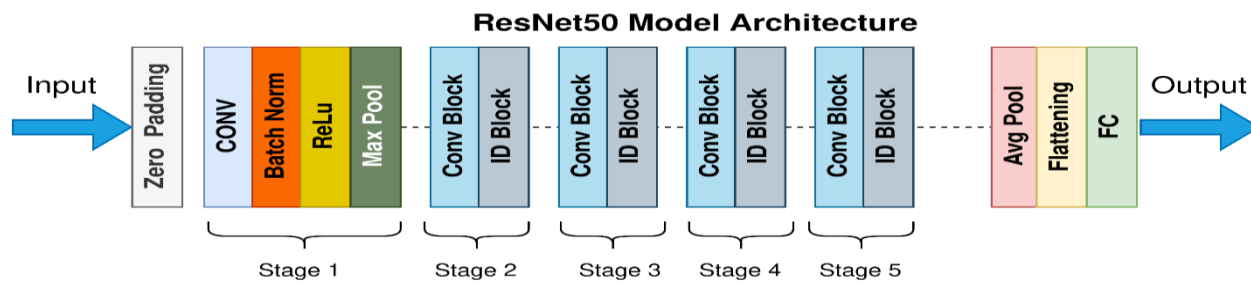 ResNet50 Model Architecture
Input
Zero Padding
CONV
Batch Norm
ReLu
Max Pool
Conv Block
ID Block
Conv Block
ID Block
Conv Block
ID Block
Conv Block
ID Block
Avg Pool
Flattening
FC
Output
Stage 1
Stage 2
Stage 3
Stage 4
Stage 5